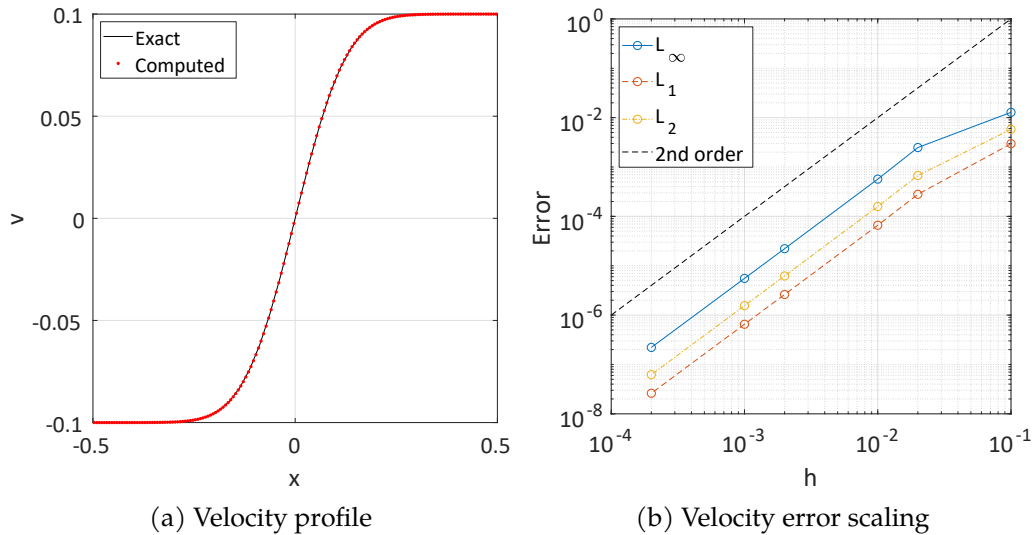 0.1
0.05
0
-0.05
-0.1
v
-0.5
0
0.5
x
Exact
Computed
(a) Velocity profile
10^0
10^-2
10^-4
10^-6
10^-8
Error
10^-4
10^-3
10^-2
10^-1
h
L_∞
L_1
L_2
2nd order
(b) Velocity error scaling